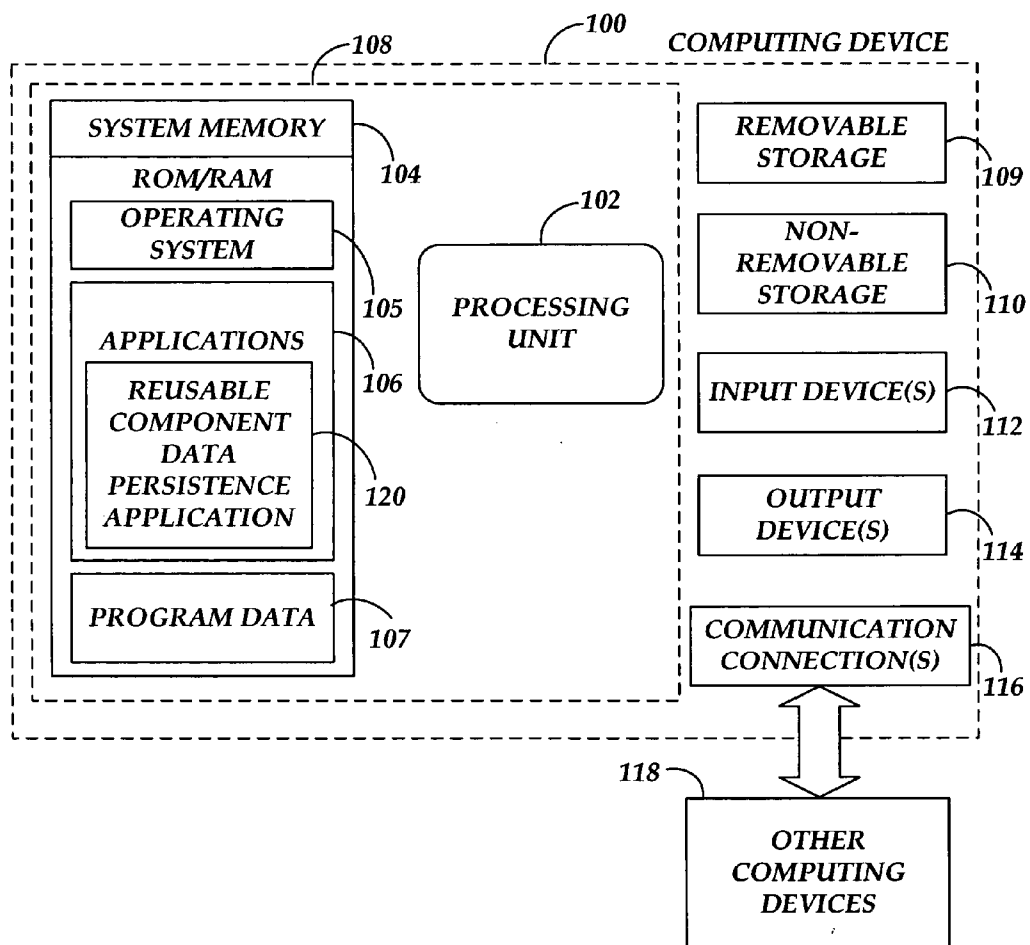 100
COMPUTING DEVICE
108
SYSTEM MEMORY
104
ROM/RAM
OPERATING
SYSTEM
105
APPLICATIONS
106
REUSABLE
COMPONENT
DATA
PERSISTENCE
APPLICATION
120
PROGRAM DATA
107
102
PROCESSING
UNIT
REMOVABLE
STORAGE
109
NON-
REMOVABLE
STORAGE
110
INPUT DEVICE(S)
112
OUTPUT
DEVICE(S)
114
COMMUNICATION
CONNECTION(S)
116
118
OTHER
COMPUTING
DEVICES